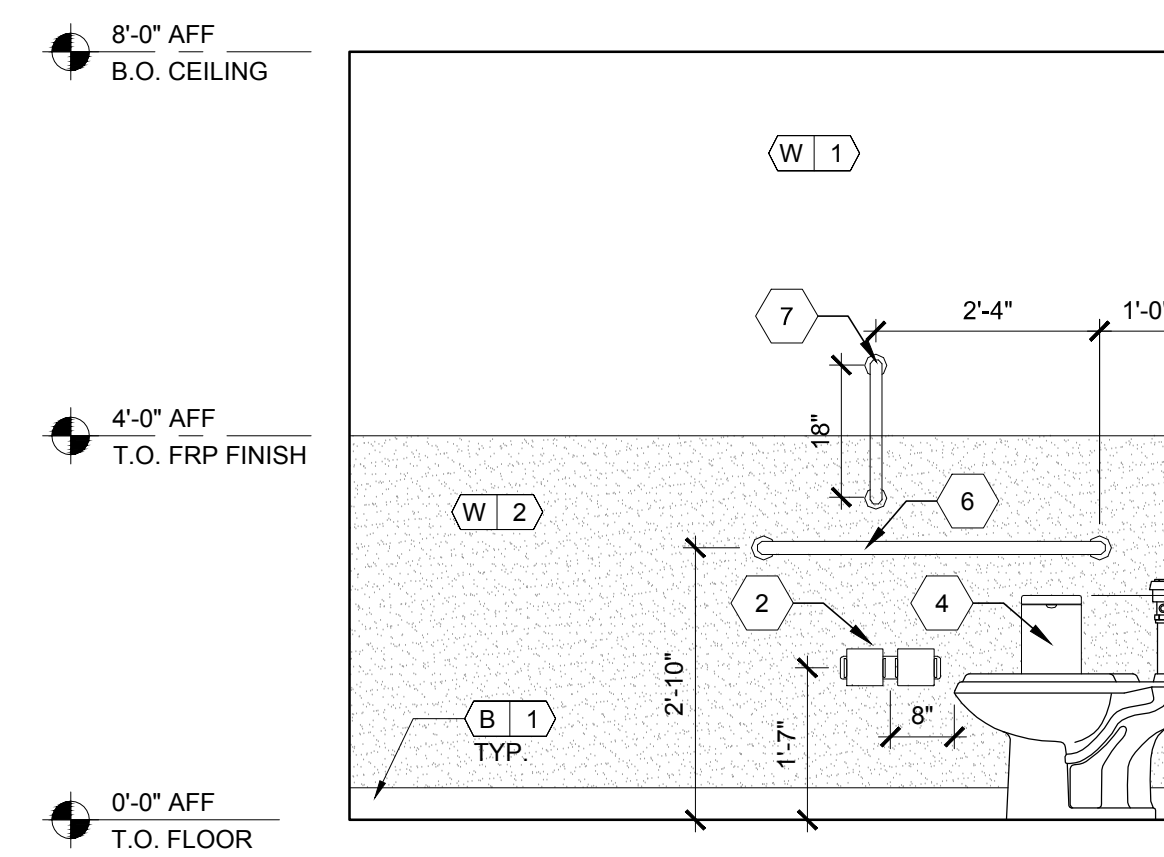 8'-0" AFF
B.O. CEILING
W 1
7
2'-4"
1'-0"
18"
4'-0" AFF
T.O. FRP FINISH
W 2
6
2
4
2'-10"
1'-7"
8"
B 1
TYP.
0'-0" AFF
T.O. FLOOR